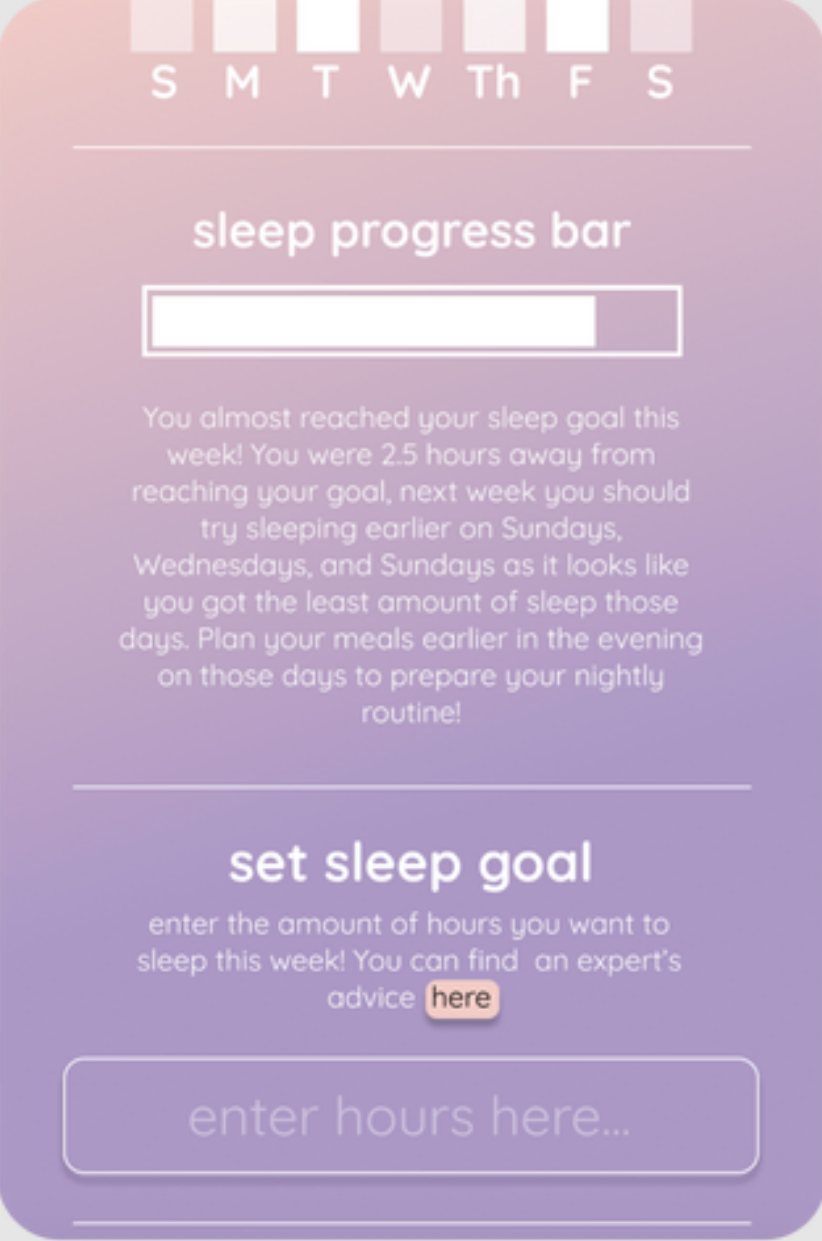 S M T W Th F S
sleep progress bar
You almost reached your sleep goal this
week! You were 2.5 hours away from
reaching your goal, next week you should
try sleeping earlier on Sundays,
Wednesdays, and Sundays as it looks like
you got the least amount of sleep those
days. Plan your meals earlier in the evening
on those days to prepare your nightly
routine!
set sleep goal
enter the amount of hours you want to
sleep this week! You can find  an expert's
advice here
enter hours here...